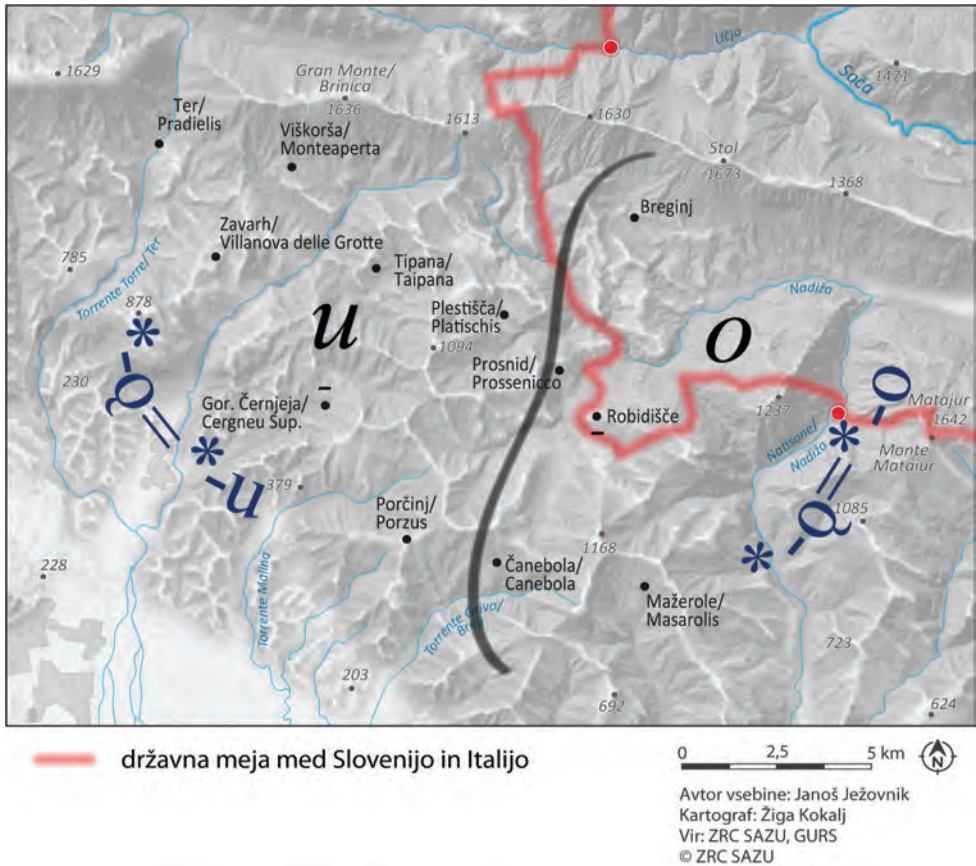 1629
Gran Monte/
Brinica
1636
Učja
Soča
1471
Ter/
Pradielis
Viškorša/
Monteaperta
1613
1630
Stol
1673
1368
Breginj
Zavarh/
Villanova delle Grotte
785
Torrente Torre/ Ter
878
Tipana/
Taipana
Nadiža
Plestišča/
Platischis
1094
u
o
Prosnid/
Prossenicco
230
Gor. Černjeja/
Cergneu Sup.
Robidišče
1237
Matajur
1642
Natisone/
Nadiža
Monte
Matajur
*-ǫ = *-u
*-ǫ = *-o
379
1085
Porčinj/
Porzus
1168
228
Čanebola/
Canebola
Mažerole/
Masarolis
Torrente Malina
723
203
692
624
državna meja med Slovenijo in Italijo
0 2,5 5 km
N
Avtor vsebine: Janoš Ježovnik
Kartograf: Žiga Kokalj
Vir: ZRC SAZU, GURS
© ZRC SAZU